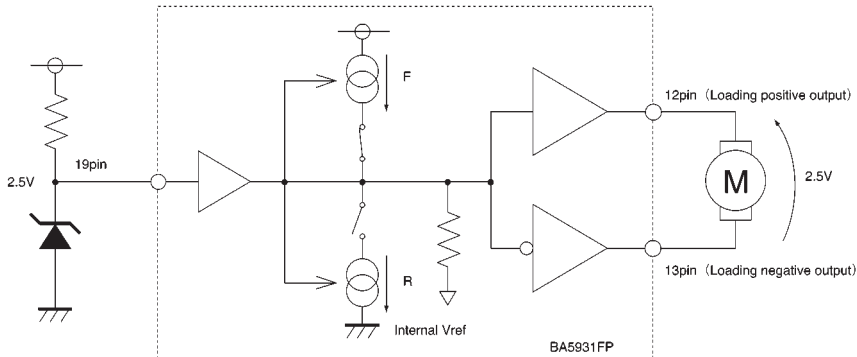 F
12pin (Loading positive output)
19pin
2.5V
M
2.5V
R
13pin (Loading negative output)
Internal Vref
BA5931FP